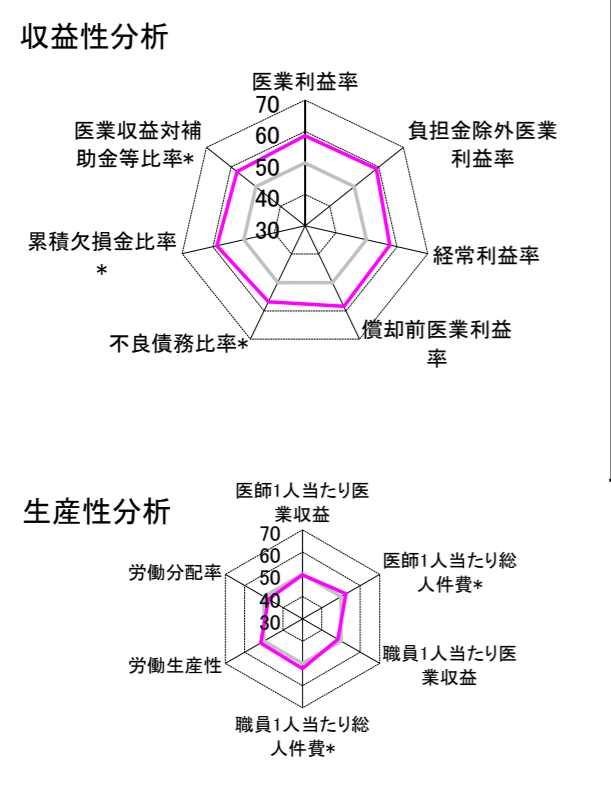 収益性分析
医業利益率
70
60
50
40
30
負担金除外医業
利益率
経常利益率
償却前医業利益
率
不良債務比率*
累積欠損金比率
*
医業収益対補
助金等比率*
生産性分析
医師1人当たり医
業収益
70
60
50
40
30
医師1人当たり総
人件費*
職員1人当たり医
業収益
職員1人当たり総
人件費*
労働生産性
労働分配率